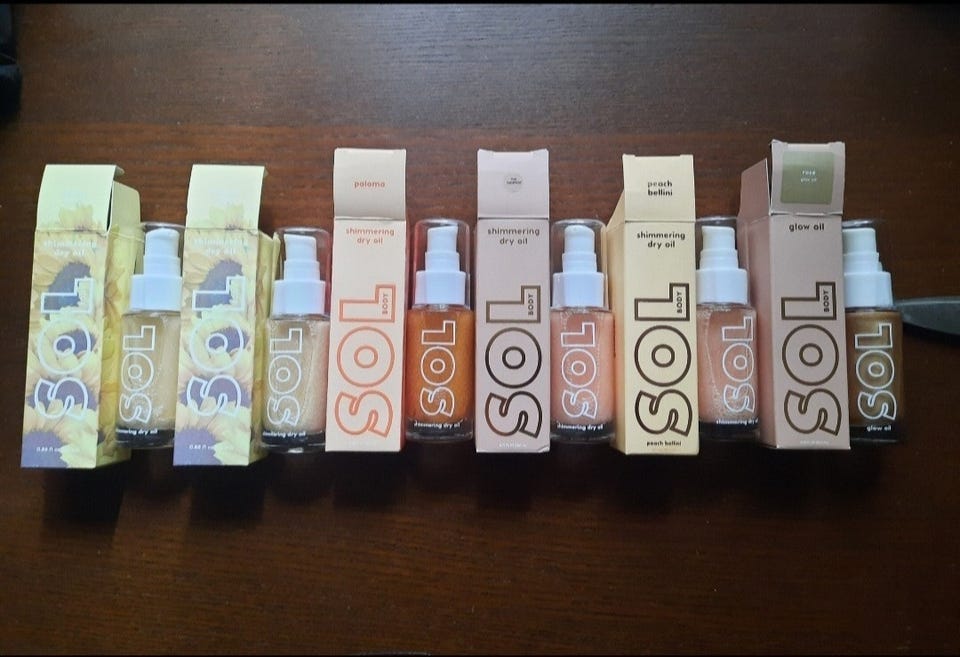 shimmering
dry oil
SOL
SOL
shimmering dry oil
shimmering
dry oil
SOL
SOL
shimmering dry oil
paloma
shimmering
dry oil
SOL
BODY
SOL
shimmering dry oil
shimmering
dry oil
SOL
BODY
SOL
shimmering dry oil
peach
bellini
shimmering
dry oil
SOL
BODY
peach bellini
SOL
shimmering dry
rose
glow oil
glow oil
SOL
BODY
SOL
glow oil